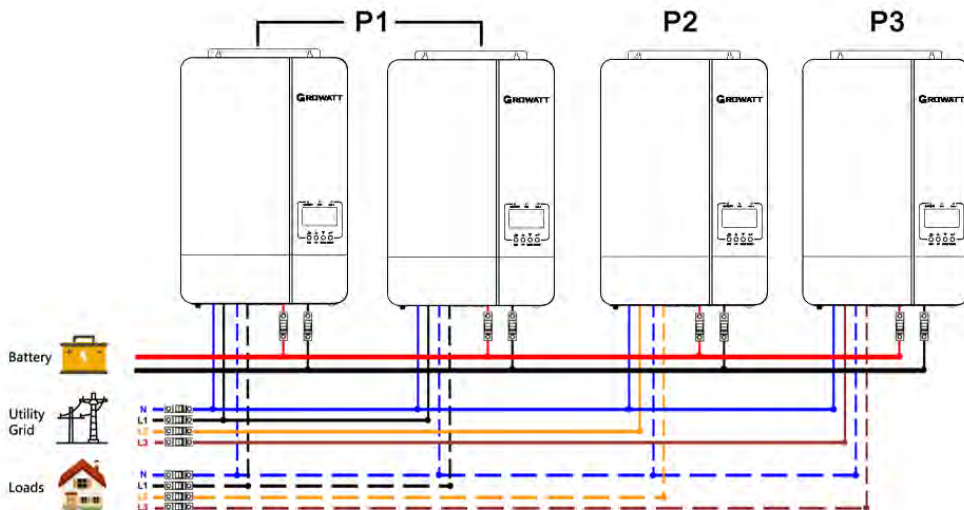 P1 P2 P3
GROWATT GROWATT GROWATT GROWATT
Battery
Utility
Grid
N
L1
L2
L3
Loads
N
L1
L2
L3